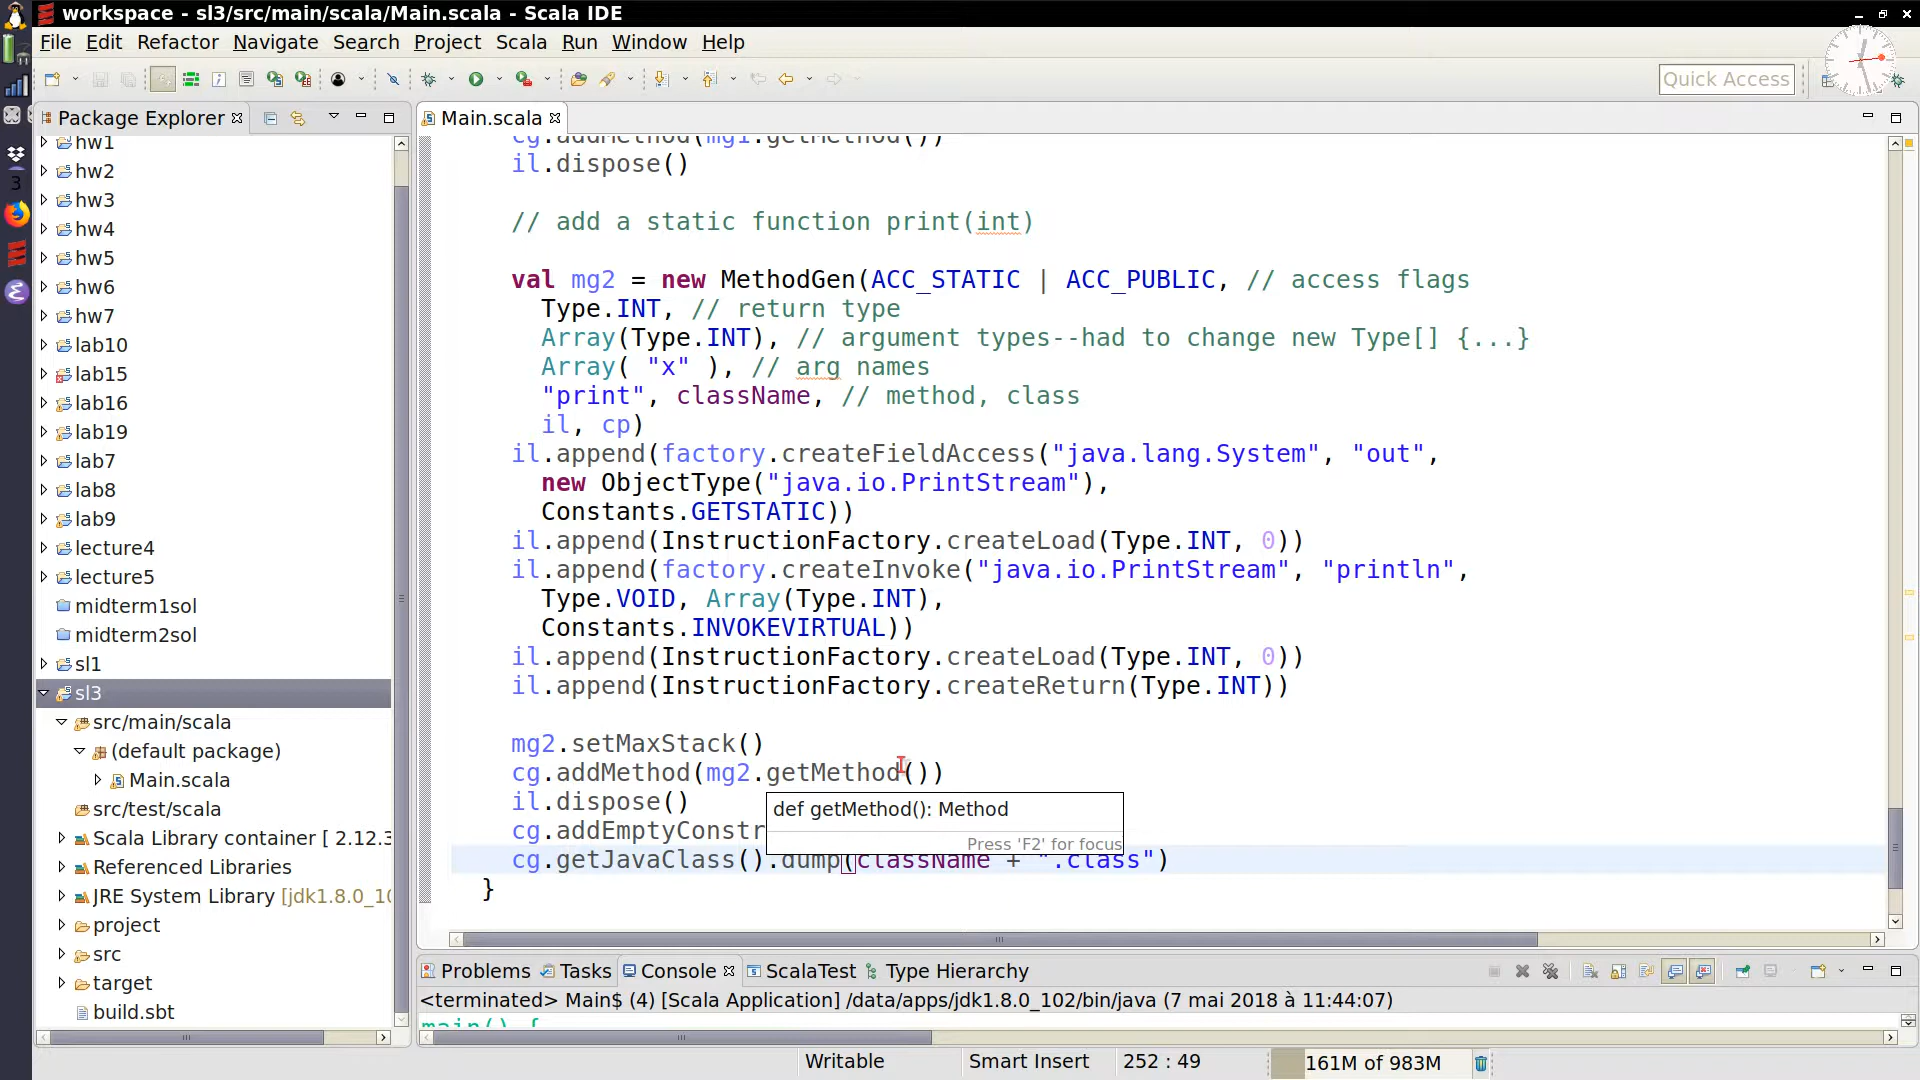 workspace - sl3/src/main/scala/Main.scala - Scala IDE
File Edit Refactor Navigate Search Project Scala Run Window Help
Quick Access
3
Package Explorer
hw1
hw2
hw3
hw4
hw5
hw6
hw7
lab10
lab15
lab16
lab19
lab7
lab8
lab9
lecture4
lecture5
midterm1sol
midterm2sol
sl1
sl3
src/main/scala
(default package)
Main.scala
src/test/scala
Scala Library container [ 2.12.3
Referenced Libraries
JRE System Library [jdk1.8.0_10
project
src
target
build.sbt
Main.scala
cg.addMethod(mg1.getMethod())
il.dispose()
// add a static function print(int)
val mg2 = new MethodGen(ACC_STATIC | ACC_PUBLIC, // access flags
Type.INT, // return type
Array(Type.INT), // argument types--had to change new Type[] {...}
Array( "x" ), // arg names
"print", className, // method, class
il, cp)
il.append(factory.createFieldAccess("java.lang.System", "out",
new ObjectType("java.io.PrintStream"),
Constants.GETSTATIC))
il.append(InstructionFactory.createLoad(Type.INT, 0))
il.append(factory.createInvoke("java.io.PrintStream", "println",
Type.VOID, Array(Type.INT),
Constants.INVOKEVIRTUAL))
il.append(InstructionFactory.createLoad(Type.INT, 0))
il.append(InstructionFactory.createReturn(Type.INT))
mg2.setMaxStack()
cg.addMethod(mg2.getMethod())
il.dispose()
def getMethod(): Method
cg.addEmptyConstr
Press 'F2' for focus
cg.getJavaClass().dump(className + ".class")
}
Problems Tasks Console ScalaTest Type Hierarchy
<terminated> Main$ (4) [Scala Application] /data/apps/jdk1.8.0_102/bin/java (7 mai 2018 à 11:44:07)
main() {
Writable Smart Insert 252 : 49 161M of 983M